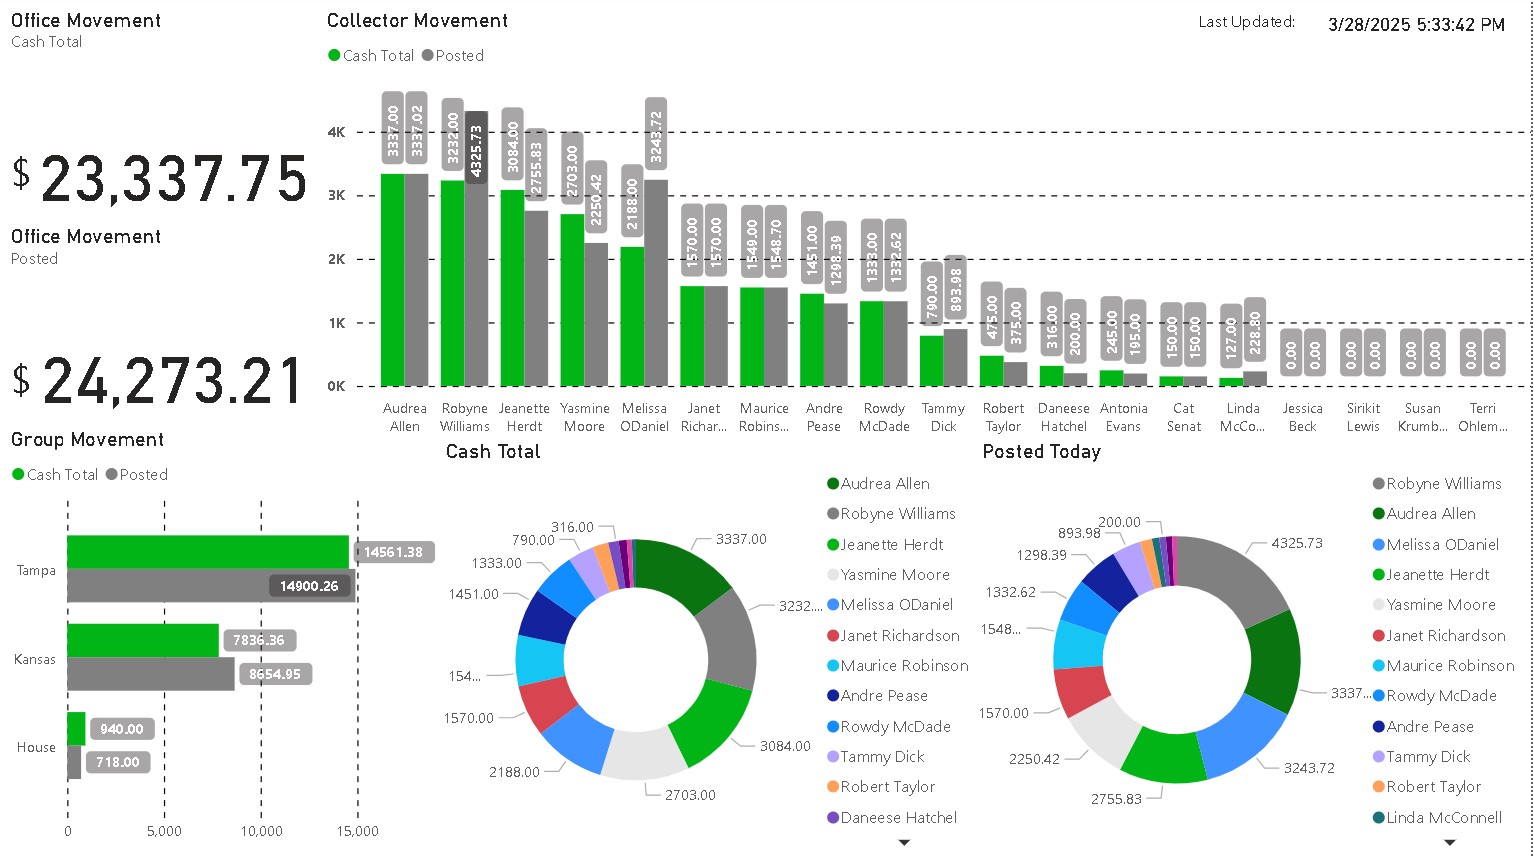 Office Movement
Cash Total
$ 23,337.75
Office Movement
Posted
$ 24,273.21
Collector Movement
Cash Total Posted
Last Updated: 3/28/2025 5:33:42 PM
4K
3K
2K
1K
0K
3337.00 3337.02
3232.00 4325.73
3084.00 2755.83
2703.00 2250.42
2188.00 3243.72
1570.00 1570.00
1549.00 1548.70
1451.00 1298.39
1333.00 1332.62
790.00 893.98
475.00 375.00
316.00 200.00
245.00 195.00
150.00 150.00
127.00 228.80
0.00 0.00
0.00 0.00
0.00 0.00
0.00 0.00
Audrea Allen
Robyne Williams
Jeanette Herdt
Yasmine Moore
Melissa ODaniel
Janet Richar...
Maurice Robins...
Andre Pease
Rowdy McDade
Tammy Dick
Robert Taylor
Daneese Hatchel
Antonia Evans
Cat Senat
Linda McCo...
Jessica Beck
Sirikit Lewis
Susan Krumb...
Terri Ohlem...
Group Movement
Cash Total Posted
Tampa
14561.38
14900.26
Kansas
7836.36
8654.95
House
940.00
718.00
0 5,000 10,000 15,000
Cash Total
316.00
790.00
1333.00
1451.00
154...
1570.00
2188.00
2703.00
3084.00
3232....
3337.00
Audrea Allen
Robyne Williams
Jeanette Herdt
Yasmine Moore
Melissa ODaniel
Janet Richardson
Maurice Robinson
Andre Pease
Rowdy McDade
Tammy Dick
Robert Taylor
Daneese Hatchel
Posted Today
200.00
893.98
1298.39
1332.62
1548...
1570.00
2250.42
2755.83
3243.72
3337...
4325.73
Robyne Williams
Audrea Allen
Melissa ODaniel
Jeanette Herdt
Yasmine Moore
Janet Richardson
Maurice Robinson
Rowdy McDade
Andre Pease
Tammy Dick
Robert Taylor
Linda McConnell